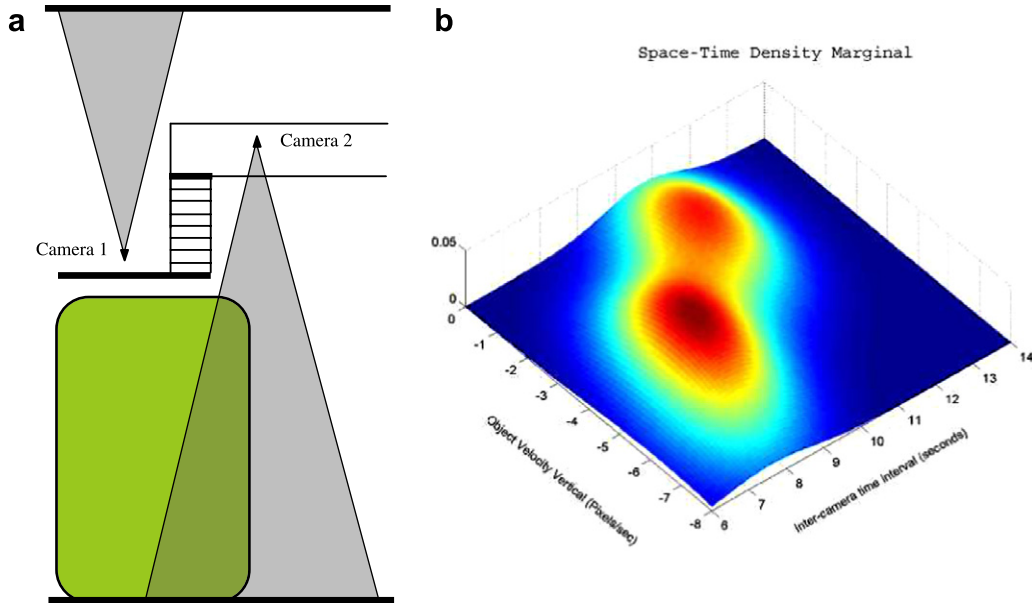 a
Camera 1
Camera 2
b
Space-Time Density Marginal
0.05
0
0
-1
-2
-3
-4
-5
-6
-7
-8
Object Velocity Vertical (Pixels/sec)
6
7
8
9
10
11
12
13
14
Inter-camera time Interval (seconds)